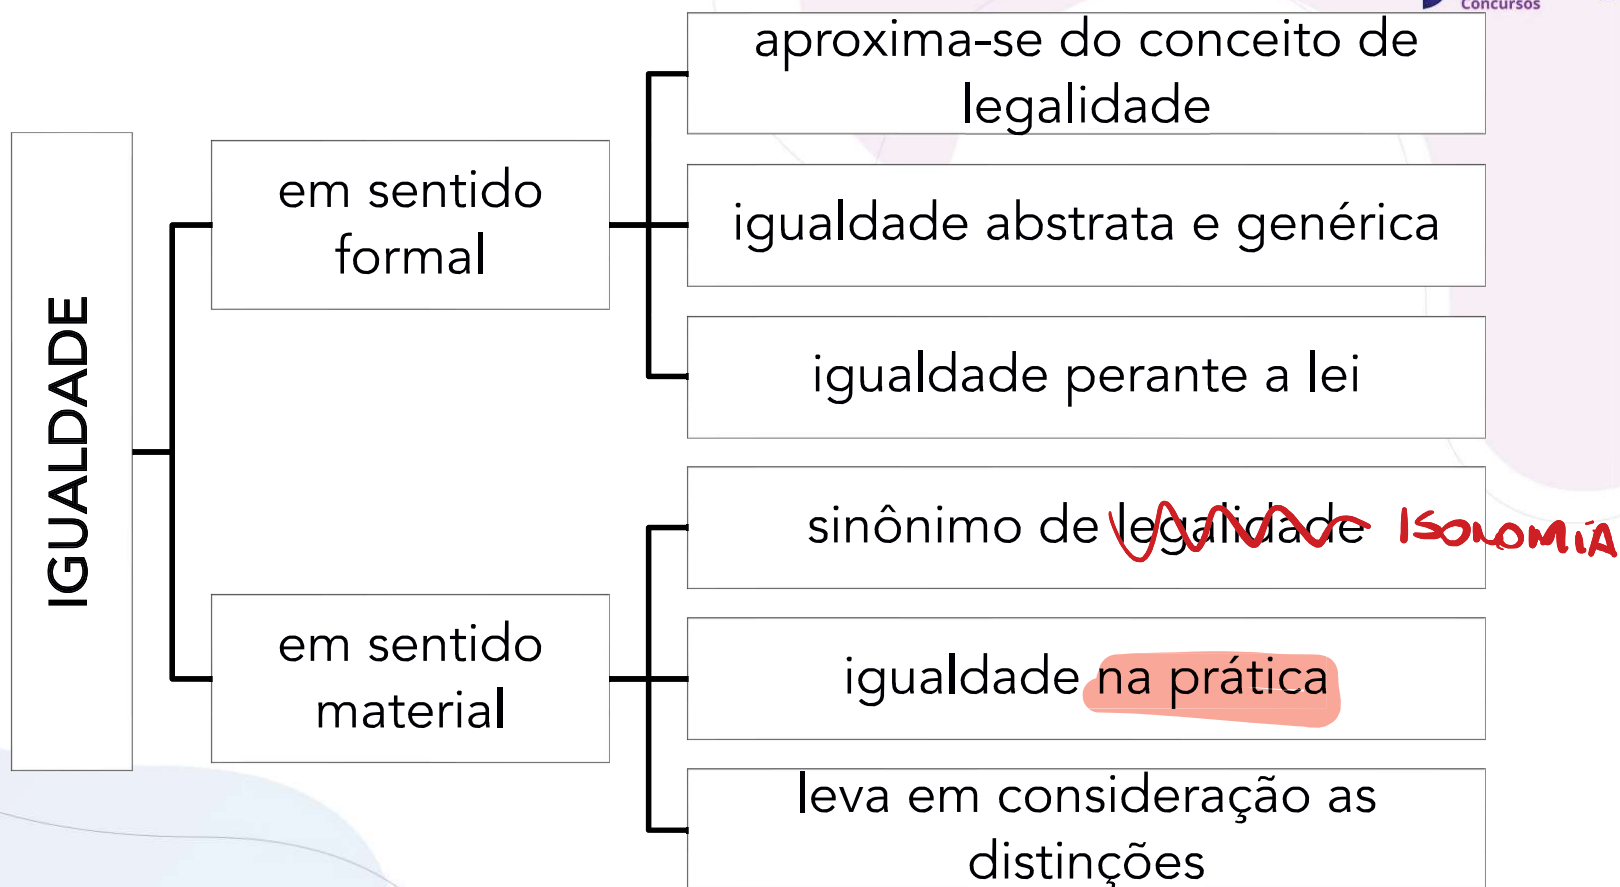 Concursos
IGUALDADE
em sentido
formal
aproxima-se do conceito de
legalidade
igualdade abstrata e genérica
igualdade perante a lei
em sentido
material
sinônimo de legalidade ISONOMIA
igualdade na prática
leva em consideração as
distinções